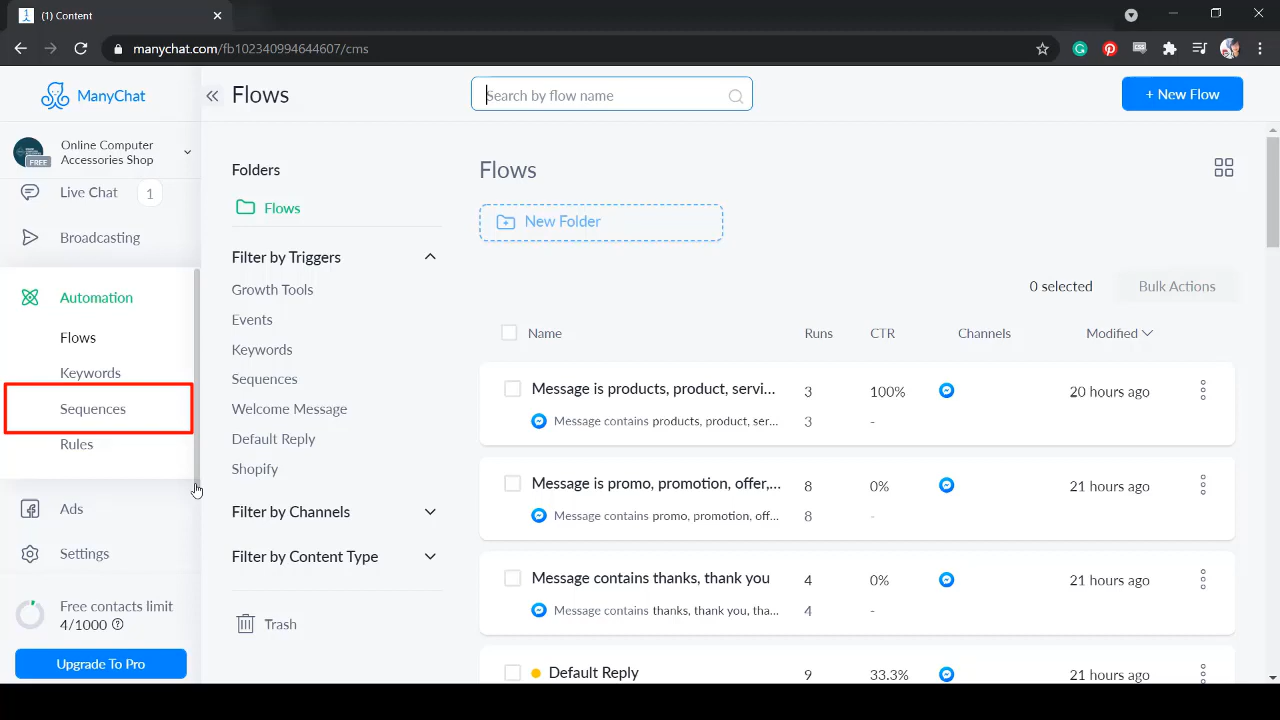 (1) Content
manychat.com/fb102340994644607/cms
ManyChat
Online Computer
Accessories Shop
FREE
Live Chat
1
Broadcasting
Automation
Flows
Keywords
Sequences
Rules
Ads
Settings
Free contacts limit
4/1000
Upgrade To Pro
Flows
Search by flow name
+ New Flow
Folders
Flows
Filter by Triggers
Growth Tools
Events
Keywords
Sequences
Welcome Message
Default Reply
Shopify
Filter by Channels
Filter by Content Type
Trash
Flows
New Folder
0 selected
Bulk Actions
Name Runs CTR Channels Modified
Message is products, product, servi... 3 100% 20 hours ago
Message contains products, product, ser... 3 -
Message is promo, promotion, offer,... 8 0% 21 hours ago
Message contains promo, promotion, off... 8 -
Message contains thanks, thank you 4 0% 21 hours ago
Message contains thanks, thank you, tha... 4 -
Default Reply 9 33.3% 21 hours ago